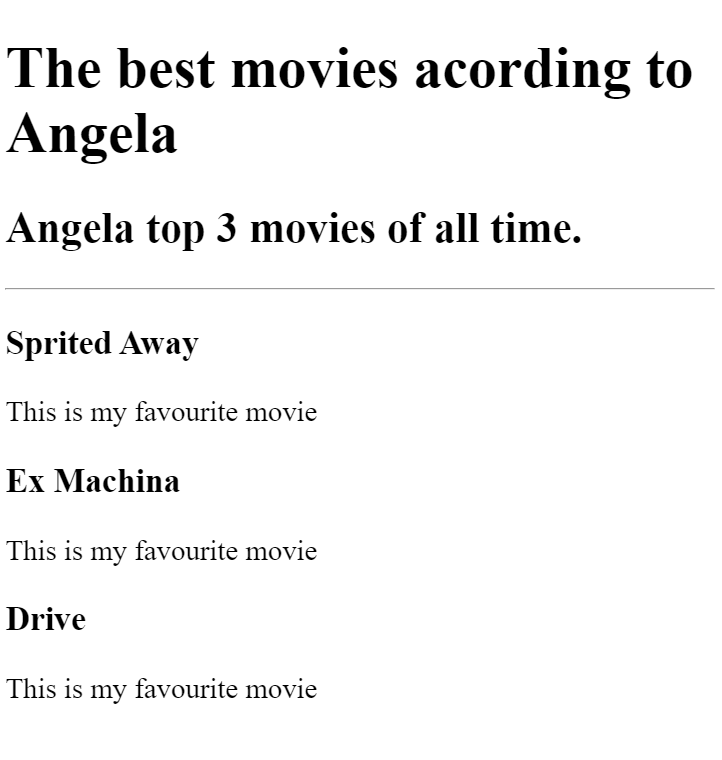 The best movies acording to
Angela
Angela top 3 movies of all time.
Sprited Away
This is my favourite movie
Ex Machina
This is my favourite movie
Drive
This is my favourite movie